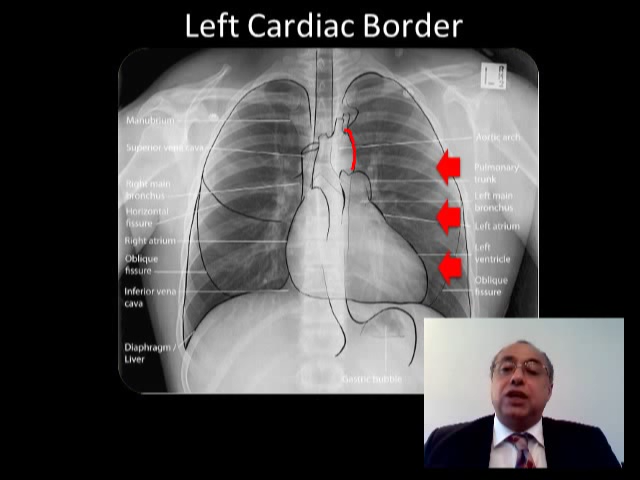 Left Cardiac Border
Manubrium
Superior vena cava
Right main
bronchus
Horizontal
fissure
Right atrium
Oblique
fissure
Inferior vena
cava
Diaphragm /
Liver
Aortic arch
Pulmonary
trunk
Left main
bronchus
Left atrium
Left
ventricle
Oblique
fissure
Gastric bubble